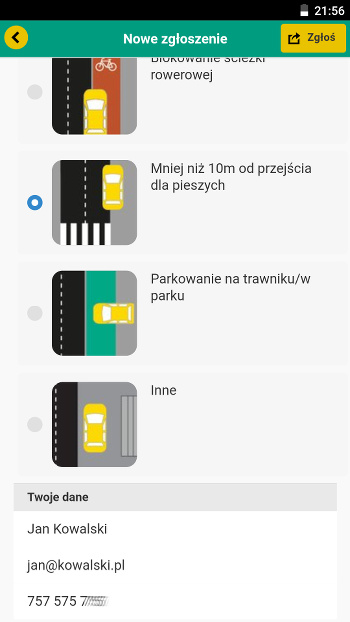 21:56
Nowe zgłoszenie
Zgłoś
Blokowanie ścieżki
rowerowej
Mniej niż 10m od przejścia
dla pieszych
Parkowanie na trawniku/w
parku
Inne
Twoje dane
Jan Kowalski
jan@kowalski.pl
757 575 7